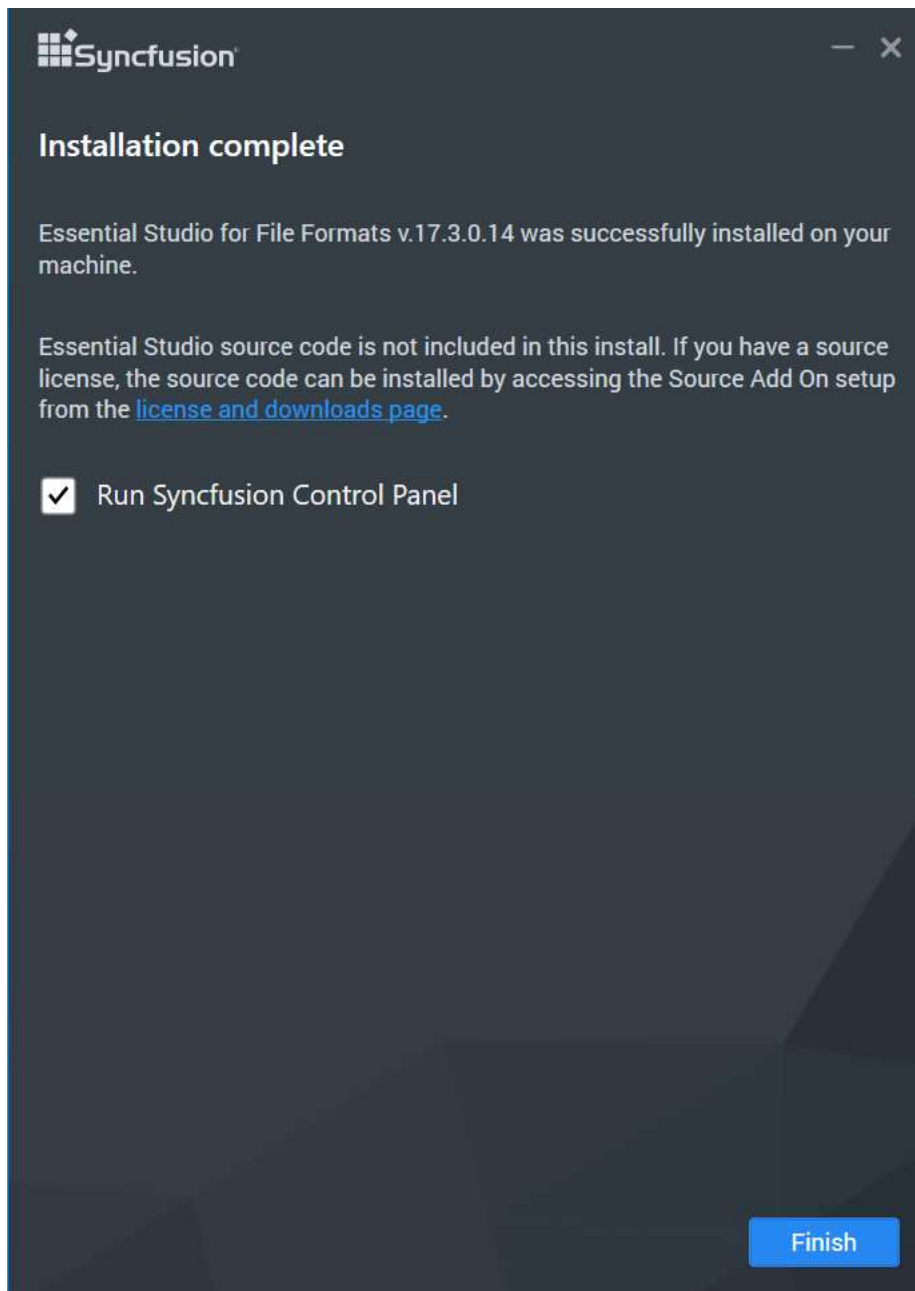 Syncfusion
Installation complete
Essential Studio for File Formats v.17.3.0.14 was successfully installed on your
machine.
Essential Studio source code is not included in this install. If you have a source
license, the source code can be installed by accessing the Source Add On setup
from the license and downloads page.
Run Syncfusion Control Panel
Finish